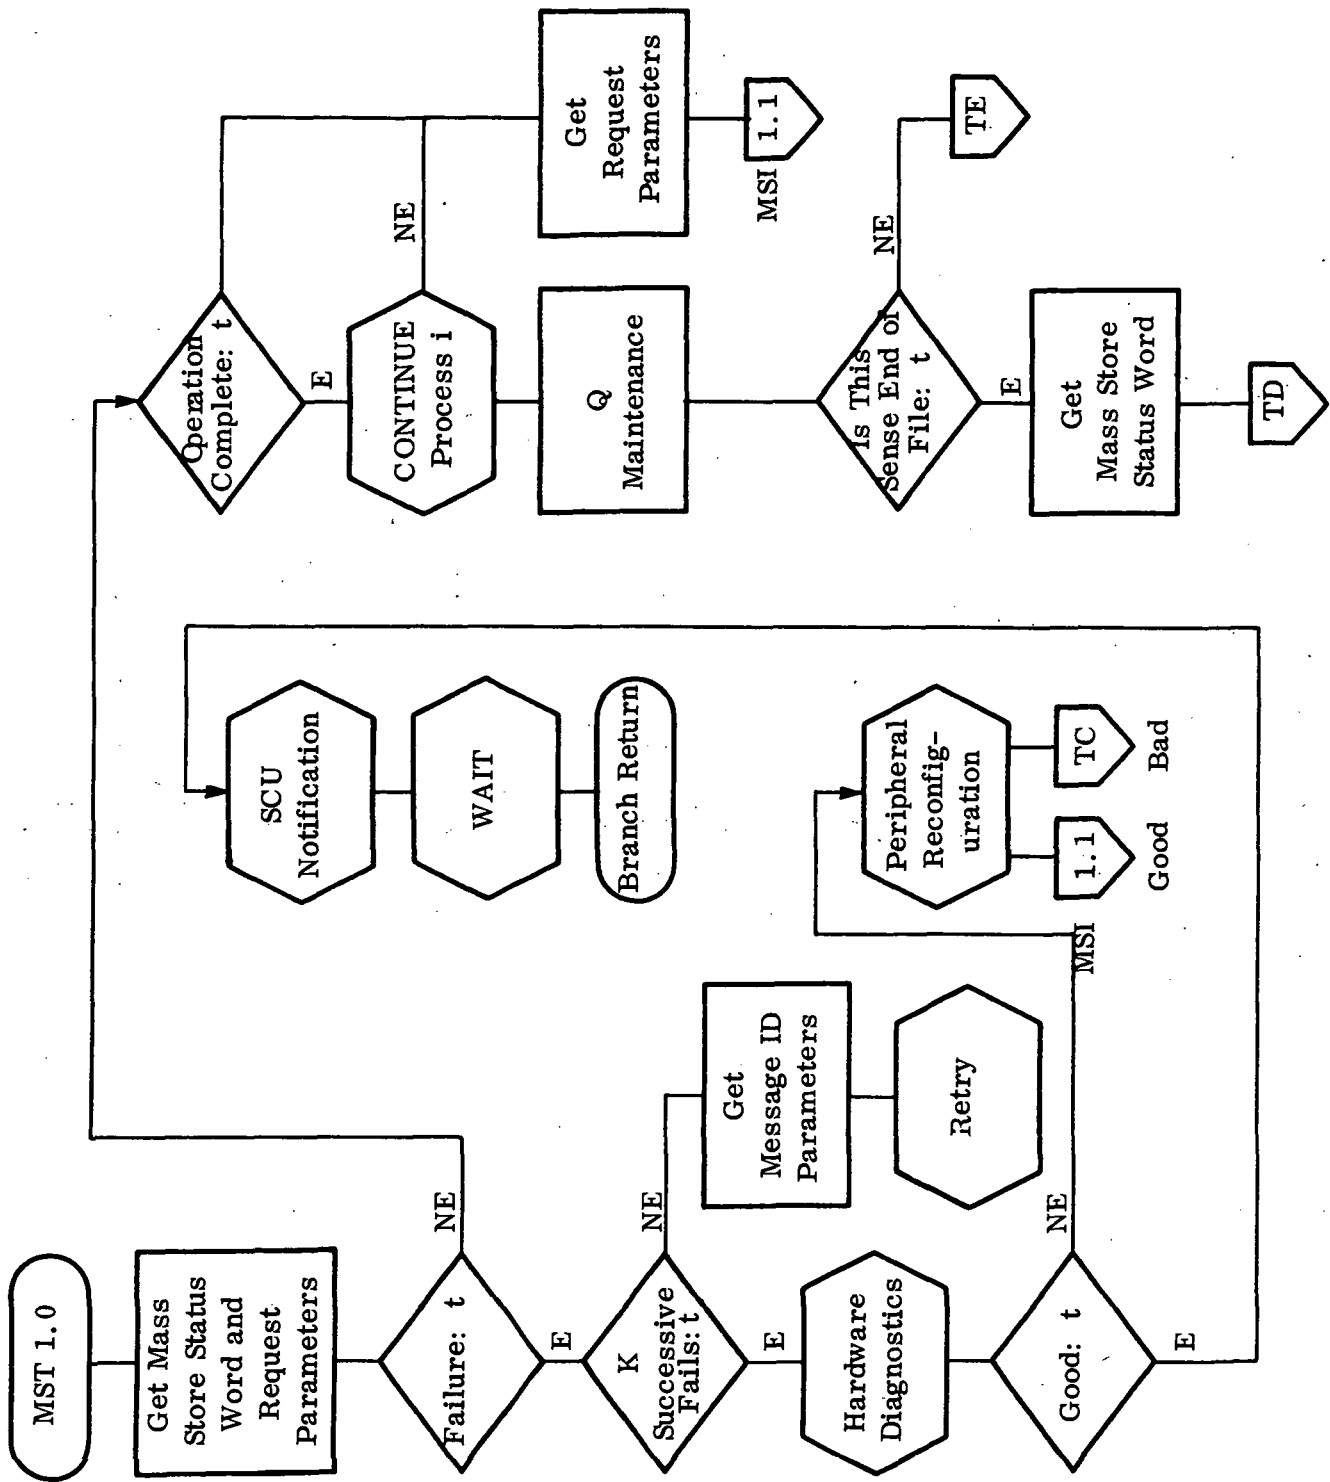 MST 1.0
Get Mass
Store Status
Word and
Request
Parameters
Failure: t
NE
E
K
Successive
Fails: t
NE
E
Get
Message ID
Parameters
Retry
Hardware
Diagnostics
Good: t
NE
E
SCU
Notification
WAIT
Branch Return
Peripheral
Reconfig-
uration
MSI
1.1
Good
TC
Bad
Operation
Complete: t
E
CONTINUE
Process i
NE
Q
Maintenance
Get
Request
Parameters
MSI
1.1
Is This
Sense End of
File: t
NE
TE
E
Get
Mass Store
Status Word
TD